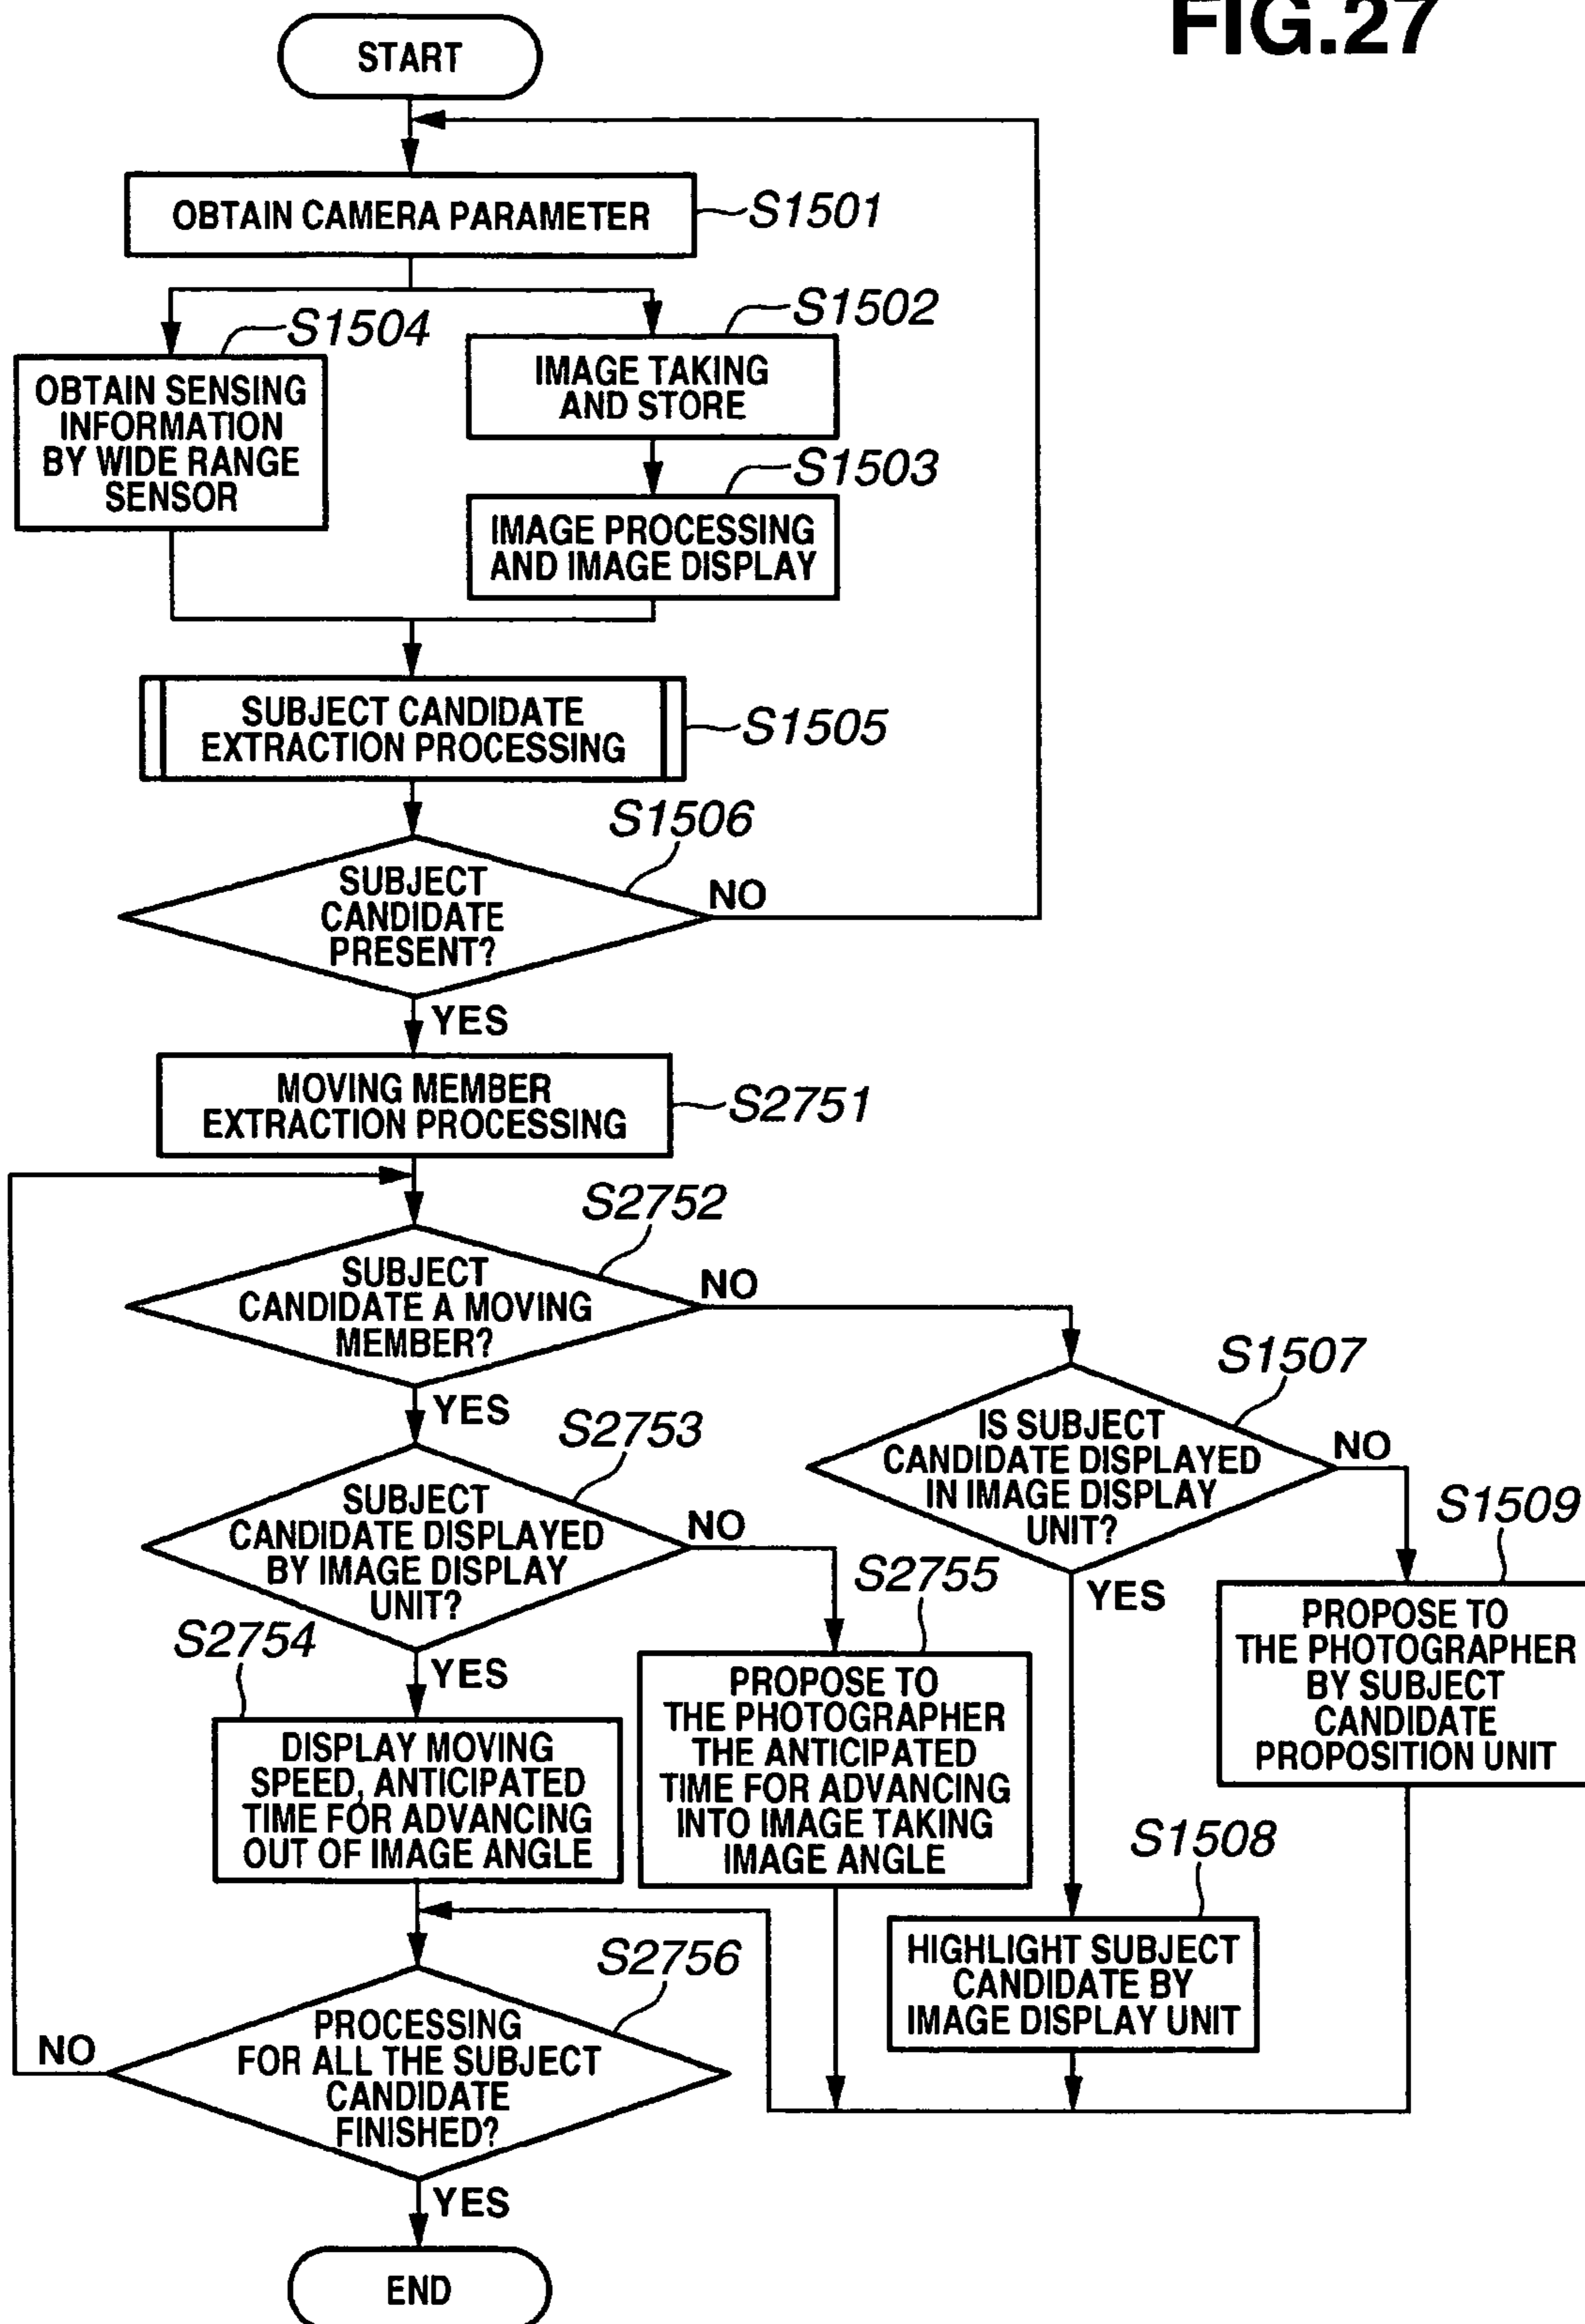 FIG.27
START
OBTAIN CAMERA PARAMETER
S1501
S1504
OBTAIN SENSING
INFORMATION
BY WIDE RANGE
SENSOR
S1502
IMAGE TAKING
AND STORE
S1503
IMAGE PROCESSING
AND IMAGE DISPLAY
SUBJECT CANDIDATE
EXTRACTION PROCESSING
S1505
S1506
SUBJECT
CANDIDATE
PRESENT?
NO
YES
MOVING MEMBER
EXTRACTION PROCESSING
S2751
S2752
SUBJECT
CANDIDATE A MOVING
MEMBER?
NO
YES
S2753
SUBJECT
CANDIDATE DISPLAYED
BY IMAGE DISPLAY
UNIT?
NO
YES
S1507
IS SUBJECT
CANDIDATE DISPLAYED
IN IMAGE DISPLAY
UNIT?
NO
YES
S1509
PROPOSE TO
THE PHOTOGRAPHER
BY SUBJECT
CANDIDATE
PROPOSITION UNIT
S2754
DISPLAY MOVING
SPEED, ANTICIPATED
TIME FOR ADVANCING
OUT OF IMAGE ANGLE
S2755
PROPOSE TO
THE PHOTOGRAPHER
THE ANTICIPATED
TIME FOR ADVANCING
INTO IMAGE TAKING
IMAGE ANGLE
S1508
HIGHLIGHT SUBJECT
CANDIDATE BY
IMAGE DISPLAY UNIT
S2756
PROCESSING
FOR ALL THE SUBJECT
CANDIDATE
FINISHED?
NO
YES
END